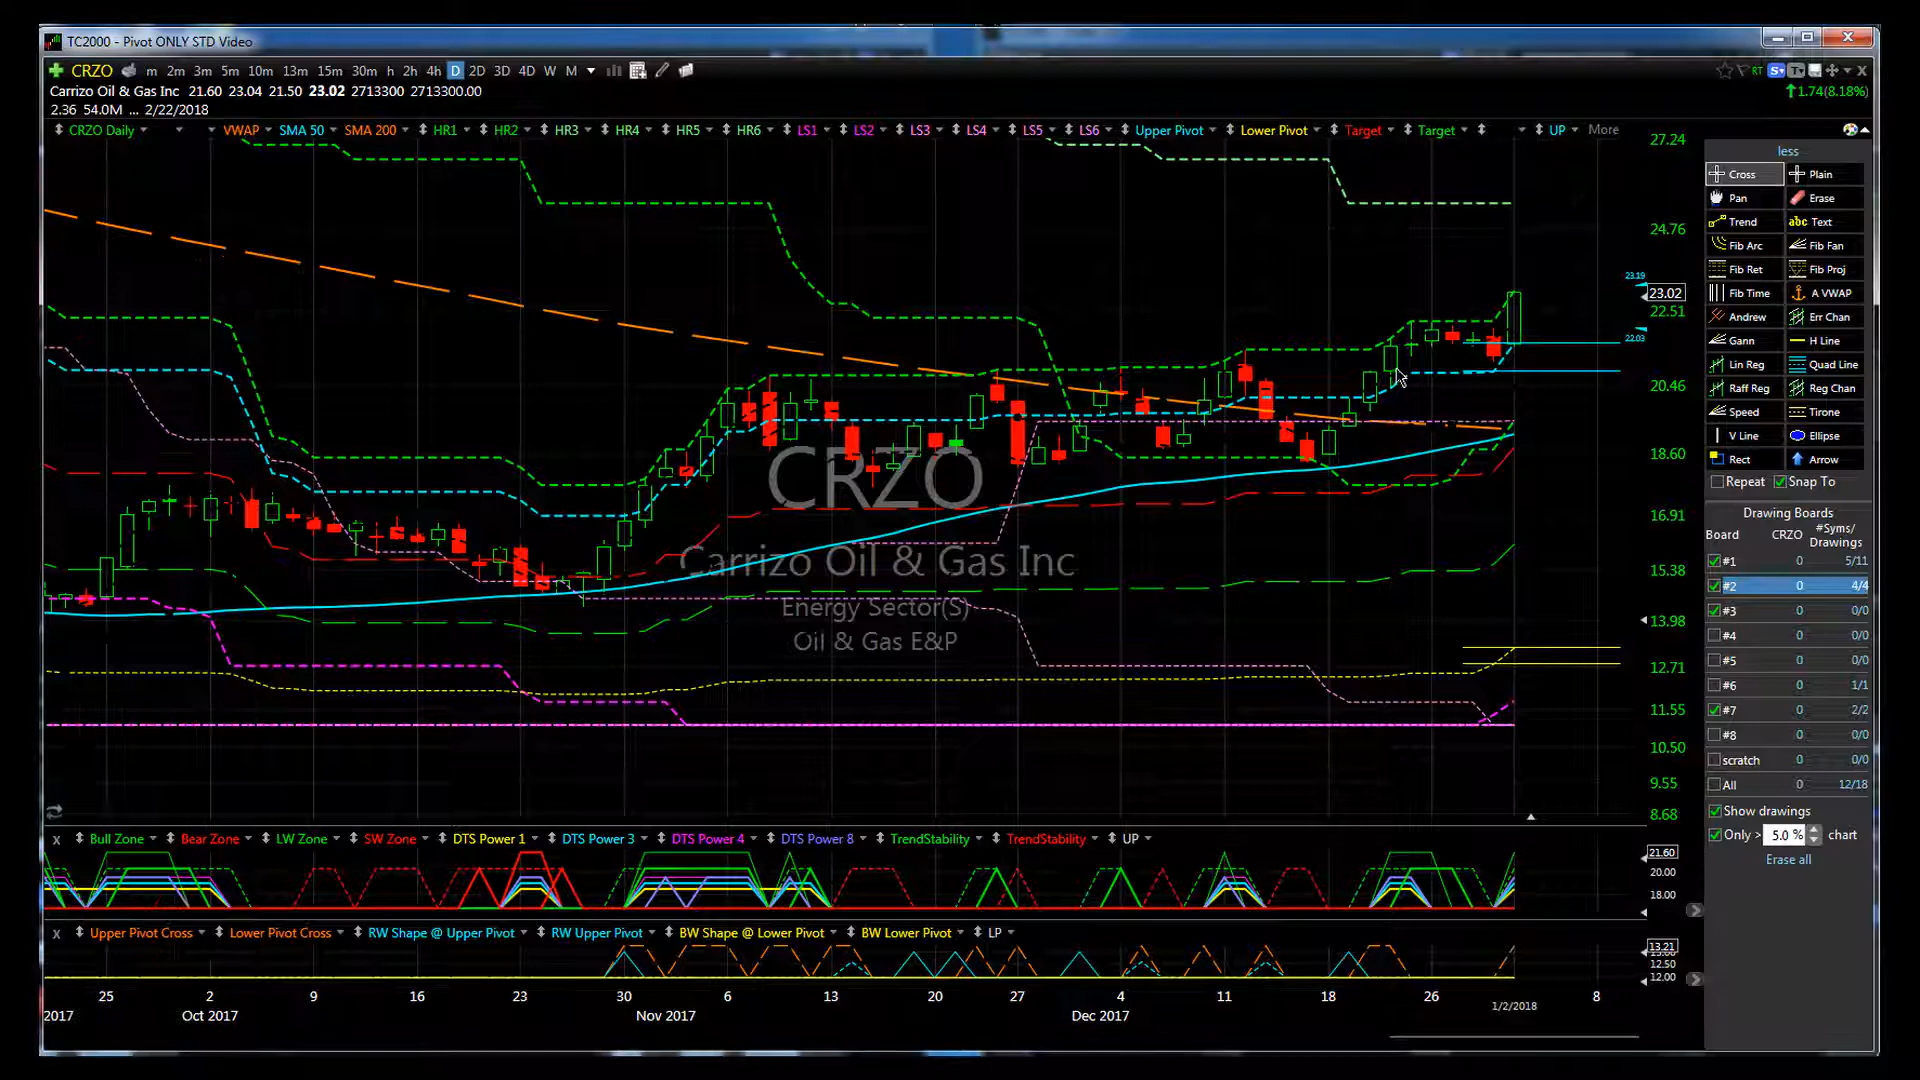 TC2000 - Pivot ONLY STD Video
CRZO m 2m 3m 5m 10m 13m 15m 30m h 2h 4h D 2D 3D 4D W M RT
Carrizo Oil & Gas Inc 21.60 23.04 21.50 23.02 2713300 2713300.00 1.74(8.18%)
2.36 54.0M ... 2/22/2018
CRZO Daily VWAP SMA 50 SMA 200 HR1 HR2 HR3 HR4 HR5 HR6 LS1 LS2 LS3 LS4 LS5 LS6 Upper Pivot Lower Pivot Target Target UP More
27.24
24.76
23.19
23.02
22.51
22.03
20.46
18.60
16.91
15.38
13.98
12.71
11.55
10.50
9.55
8.68
CRZO
Carrizo Oil & Gas Inc
Energy Sector(S)
Oil & Gas E&P
less
Cross Plain
Pan Erase
Trend abc Text
Fib Arc Fib Fan
Fib Ret Fib Proj
Fib Time A VWAP
Andrew Err Chan
Gann H Line
Lin Reg Quad Line
Raff Reg Reg Chan
Speed Tirone
V Line Ellipse
Rect Arrow
Repeat Snap To
Drawing Boards
Board CRZO #Syms/
Drawings
#1 0 5/11
#2 0 4/4
#3 0 0/0
#4 0 0/0
#5 0 0/0
#6 0 1/1
#7 0 2/2
#8 0 0/0
scratch 0 0/0
All 0 12/18
Show drawings
Only > 5.0 % chart
Erase all
x Bull Zone Bear Zone LW Zone SW Zone DTS Power 1 DTS Power 3 DTS Power 4 DTS Power 8 TrendStability TrendStability UP
21.60
20.00
18.00
x Upper Pivot Cross Lower Pivot Cross RW Shape @ Upper Pivot RW Upper Pivot BW Shape @ Lower Pivot BW Lower Pivot LP
13.21
12.50
12.00
25 2 9 16 23 30 6 13 20 27 4 11 18 26 8
1/2/2018
2017 Oct 2017 Nov 2017 Dec 2017